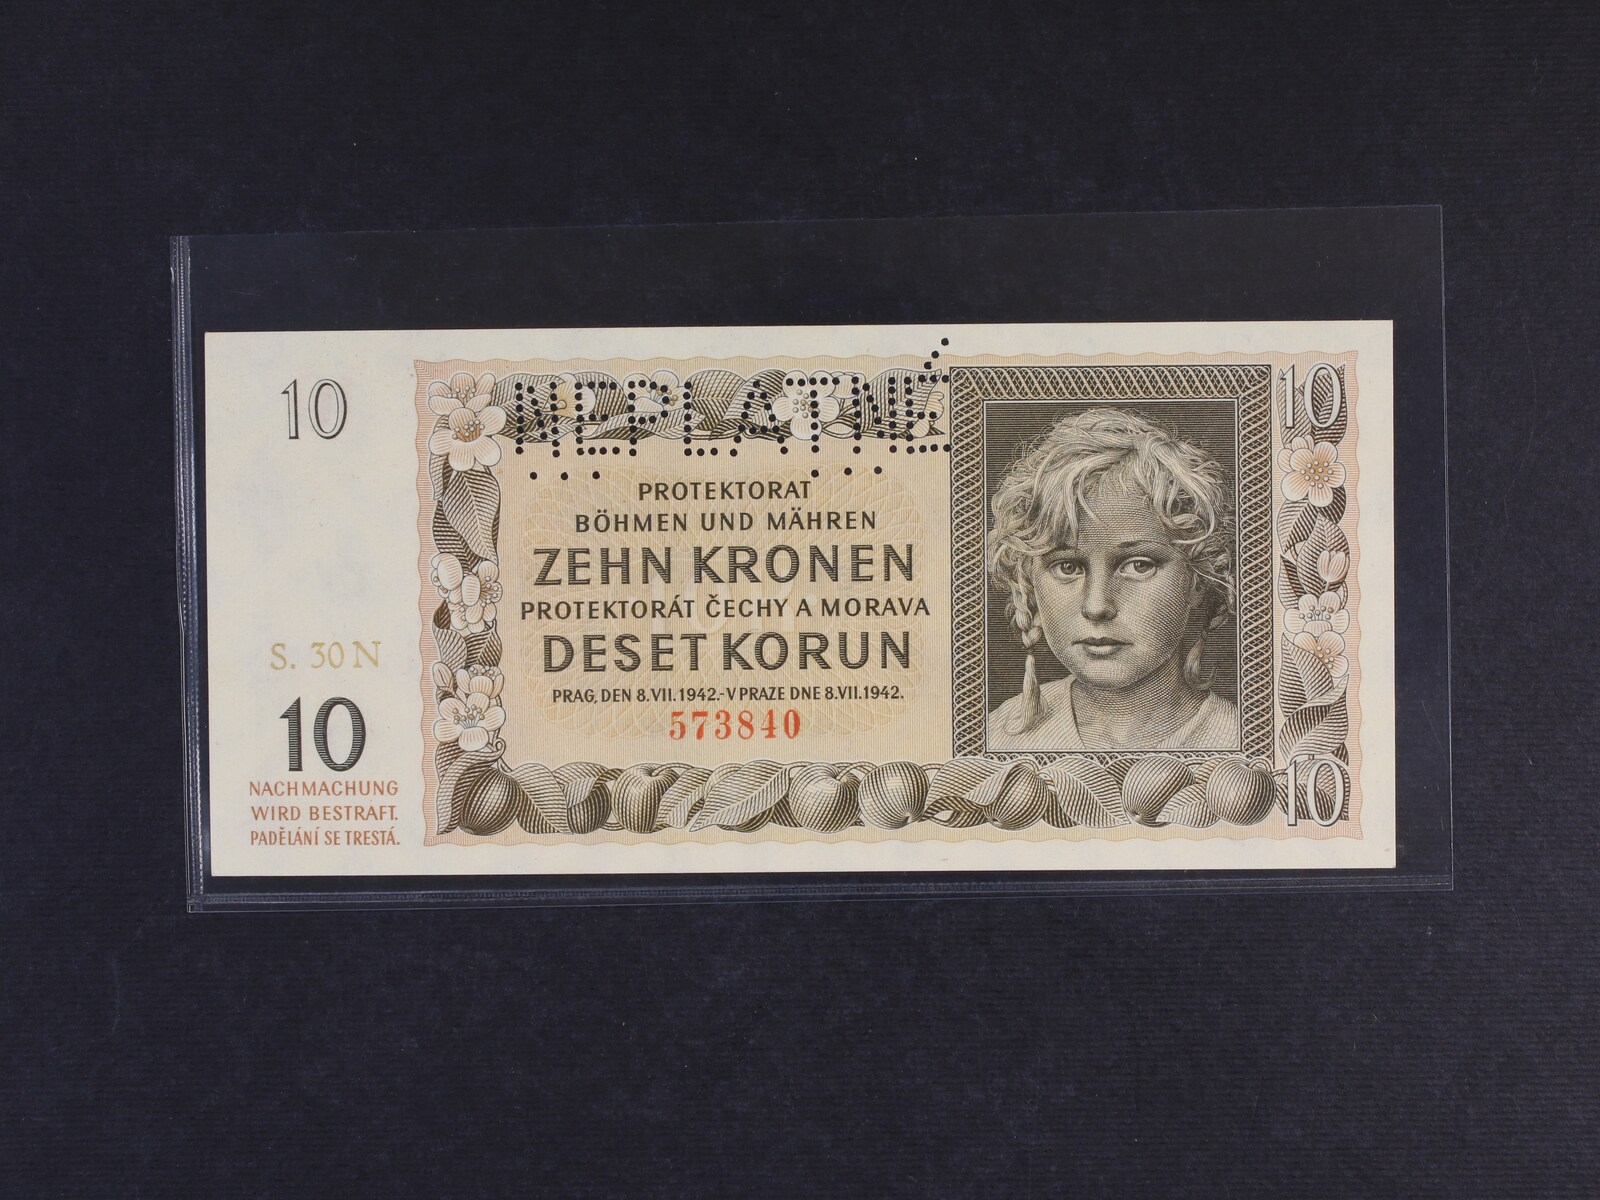 10
10
NEPLATNÉ
PROTEKTORAT
BÖHMEN UND MÄHREN
ZEHN KRONEN
PROTEKTORÁT ČECHY A MORAVA
DESET KORUN
PRAG, DEN 8.VII.1942.-V PRAZE DNE 8.VII.1942.
573840
S. 30 N
10
NACHMACHUNG
WIRD BESTRAFT.
PADĚLÁNÍ SE TRESTÁ.
10